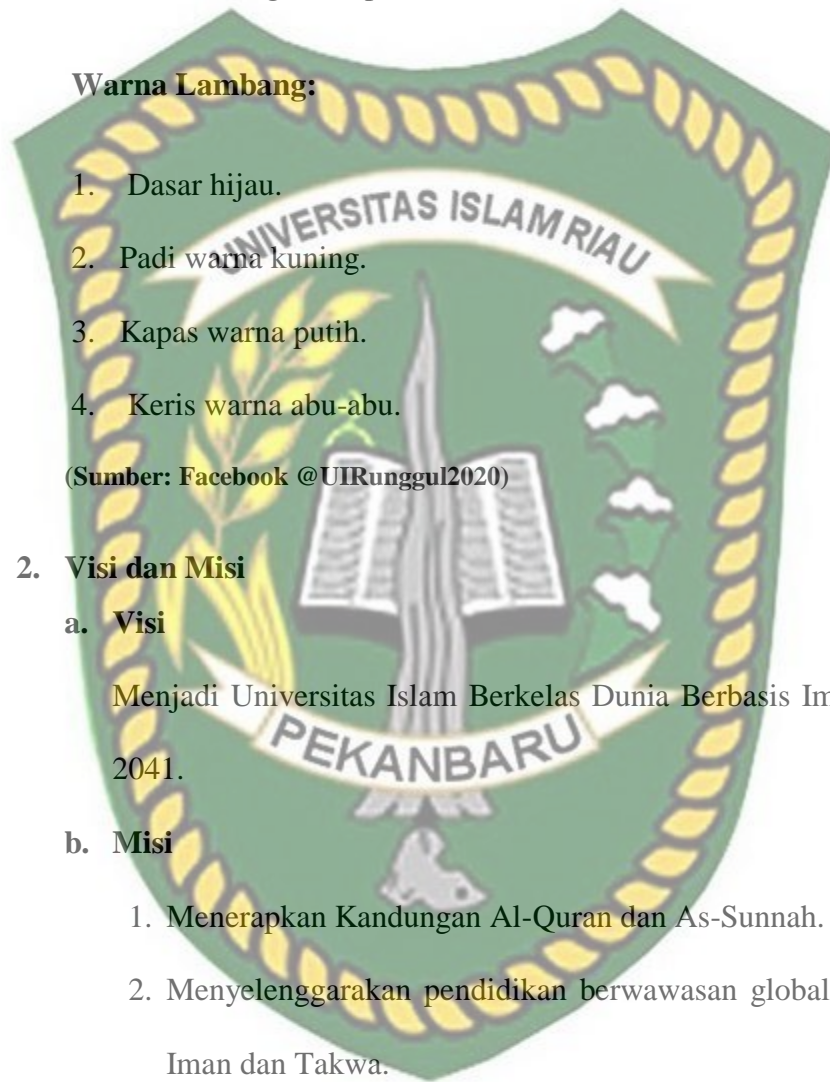 Warna Lambang:
1. Dasar hijau.
UNIVERSITAS ISLAM RIAU
2. Padi warna kuning.
3. Kapas warna putih.
4. Keris warna abu-abu.
(Sumber: Facebook @UIRunggul2020)
2. Visi dan Misi
a. Visi
Menjadi Universitas Islam Berkelas Dunia Berbasis
PEKANBARU
2041.
b. Misi
1. Menerapkan Kandungan Al-Quran dan As-Sunnah.
2. Menyelenggarakan pendidikan berwawasan global
Iman dan Takwa.